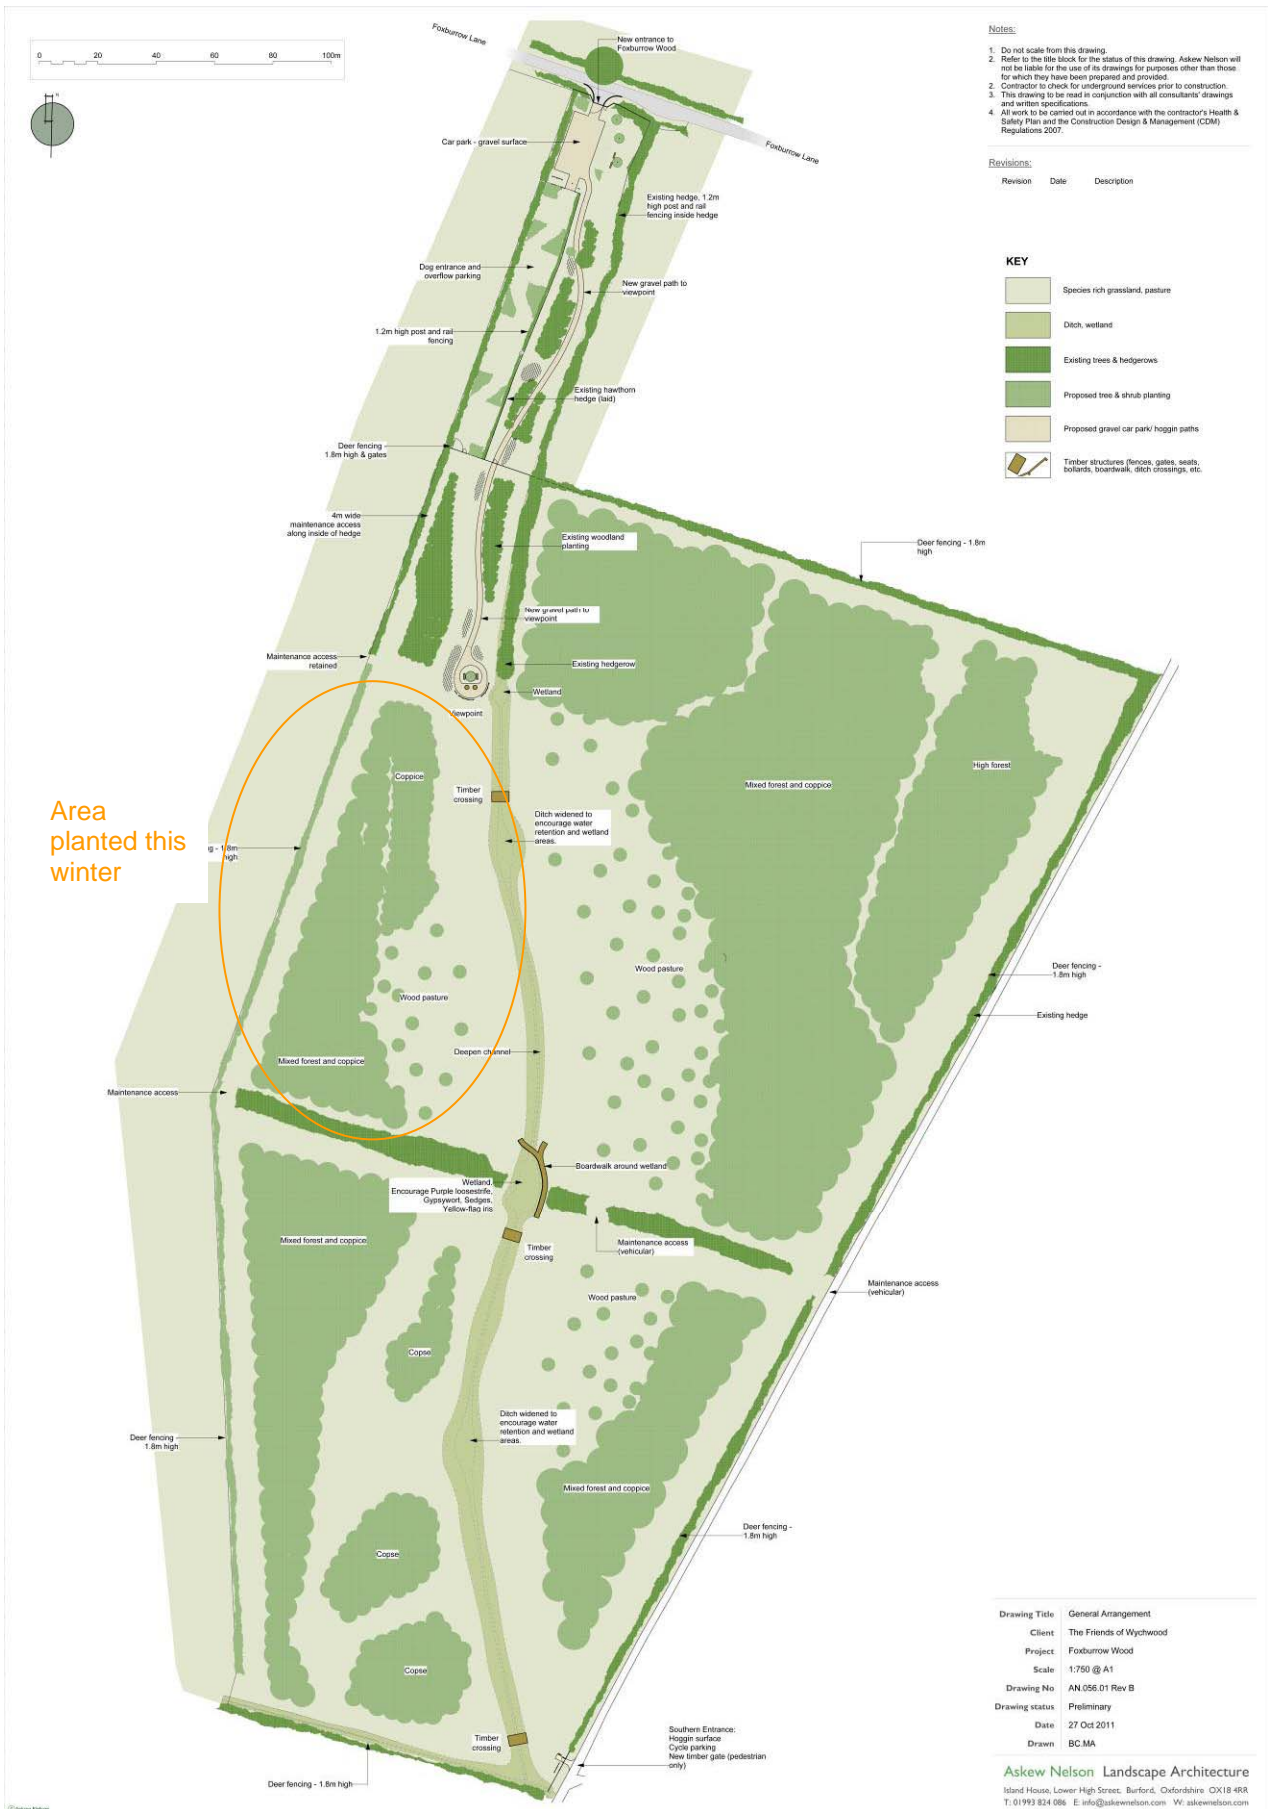 Foxburrow Lane
New entrance to
Foxburrow Wood
0 20 40 60 80 100m
Car park - gravel surface
Foxburrow Lane
Existing hedge, 1.2m
high post and rail
fencing inside hedge
Dog entrance and
overflow parking
New gravel path to
viewpoint
1.2m high post and rail
fencing
Existing hawthorn
hedge (laid)
Deer fencing -
1.8m high & gates
4m wide
maintenance access
along inside of hedge
Existing woodland
planting
Deer fencing - 1.8m
high
New gravel path to
viewpoint
Maintenance access
retained
Existing hedgerow
Wetland
Viewpoint
Coppice
High forest
Mixed forest and coppice
Timber
crossing
Area
planted this
winter
Ditch widened to
encourage water
retention and wetland
areas.
g - 1.8m
high
Wood pasture
Deer fencing -
1.8m high
Wood pasture
Existing hedge
Deepen channel
Mixed forest and coppice
Maintenance access
Boardwalk around wetland
Wetland.
Encourage Purple loosestrife,
Gypsywort, Sedges,
Yellow-flag iris
Mixed forest and coppice
Timber
crossing
Maintenance access
(vehicular)
Maintenance access
(vehicular)
Wood pasture
Copse
Ditch widened to
encourage water
retention and wetland
areas.
Deer fencing
1.8m high
Mixed forest and coppice
Deer fencing -
1.8m high
Copse
Copse
Timber
crossing
Southern Entrance:
Hoggin surface
Cycle parking
New timber gate (pedestrian
only)
Deer fencing - 1.8m high
Notes:
1. Do not scale from this drawing.
2. Refer to the title block for the status of this drawing. Askew Nelson will
not be liable for the use of its drawings for purposes other than those
for which they have been prepared and provided.
2. Contractor to check for underground services prior to construction.
3. This drawing to be read in conjunction with all consultants' drawings
and written specifications.
4. All work to be carried out in accordance with the contractor's Health &
Safety Plan and the Construction Design & Management (CDM)
Regulations 2007.
Revisions:
Revision Date Description
KEY
Species rich grassland, pasture
Ditch, wetland
Existing trees & hedgerows
Proposed tree & shrub planting
Proposed gravel car park/ hoggin paths
Timber structures (fences, gates, seats,
bollards, boardwalk, ditch crossings, etc.
Drawing Title General Arrangement
Client The Friends of Wychwood
Project Foxburrow Wood
Scale 1:750 @ A1
Drawing No AN.056.01 Rev B
Drawing status Preliminary
Date 27 Oct 2011
Drawn BC.MA
Askew Nelson Landscape Architecture
Island House, Lower High Street, Burford, Oxfordshire OX18 4RR
T: 01993 824 086 E: info@askewnelson.com W: askewnelson.com